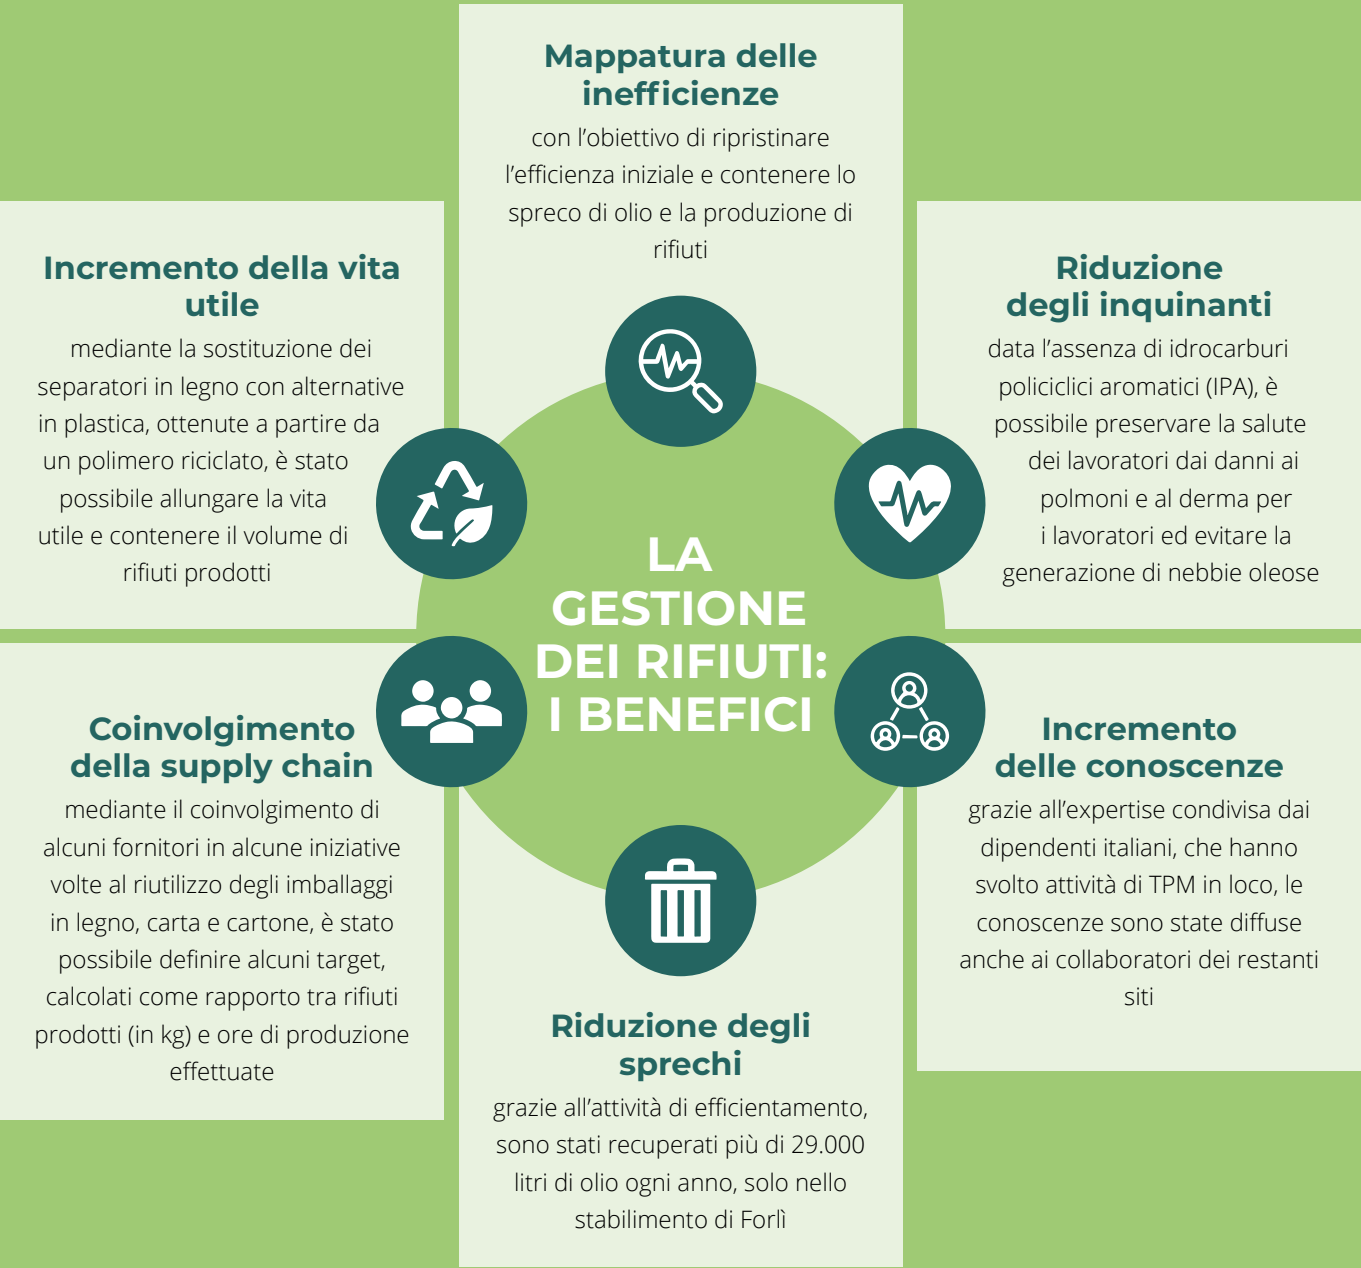 Mappatura delle
inefficienze
con l'obiettivo di ripristinare
l'efficienza iniziale e contenere lo
spreco di olio e la produzione di
rifiuti
Incremento della vita
utile
mediante la sostituzione dei
separatori in legno con alternative
in plastica, ottenute a partire da
un polimero riciclato, è stato
possibile allungare la vita
utile e contenere il volume di
rifiuti prodotti
Riduzione
degli inquinanti
data l'assenza di idrocarburi
policiclici aromatici (IPA), è
possibile preservare la salute
dei lavoratori dai danni ai
polmoni e al derma per
i lavoratori ed evitare la
generazione di nebbie oleose
LA
GESTIONE
DEI RIFIUTI:
I BENEFICI
Coinvolgimento
della supply chain
mediante il coinvolgimento di
alcuni fornitori in alcune iniziative
volte al riutilizzo degli imballaggi
in legno, carta e cartone, è stato
possibile definire alcuni target,
calcolati come rapporto tra rifiuti
prodotti (in kg) e ore di produzione
effettuate
Incremento
delle conoscenze
grazie all'expertise condivisa dai
dipendenti italiani, che hanno
svolto attività di TPM in loco, le
conoscenze sono state diffuse
anche ai collaboratori dei restanti
siti
Riduzione degli
sprechi
grazie all'attività di efficientamento,
sono stati recuperati più di 29.000
litri di olio ogni anno, solo nello
stabilimento di Forlì